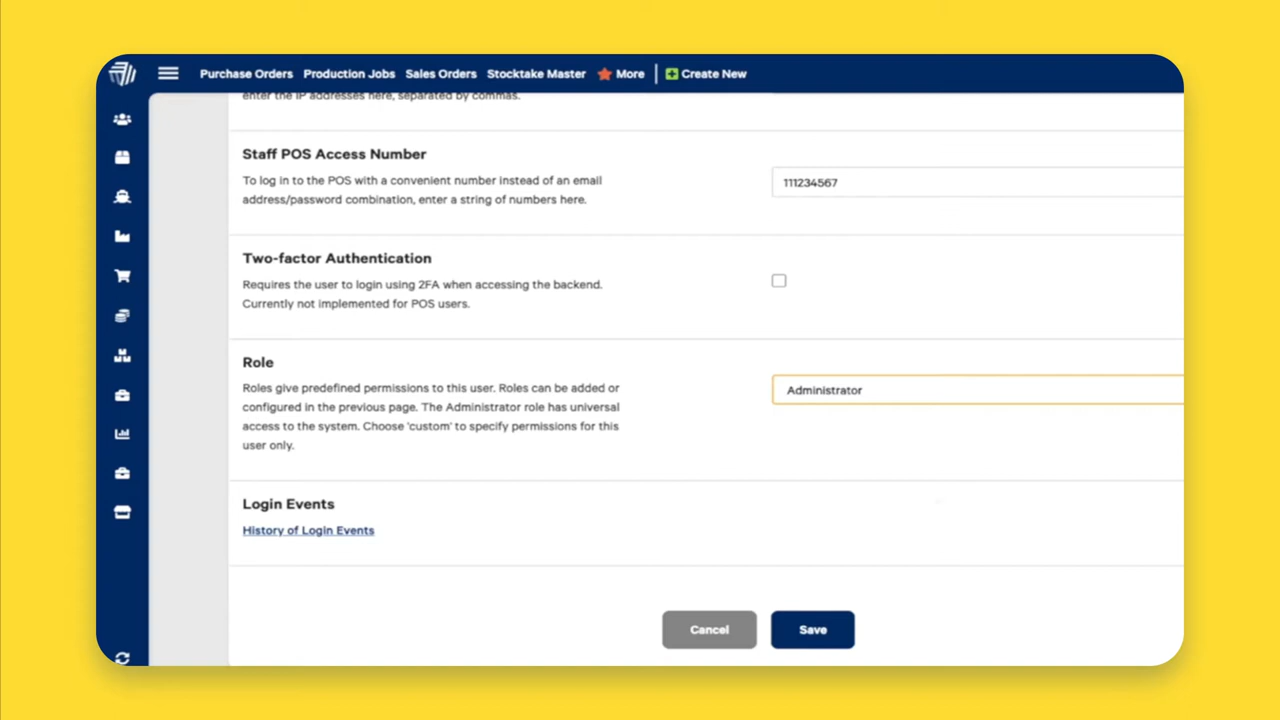 Purchase Orders Production Jobs Sales Orders Stocktake Master More Create New
enter the IP addresses here, separated by commas.
Staff POS Access Number
To log in to the POS with a convenient number instead of an email
address/password combination, enter a string of numbers here.
111234567
Two-factor Authentication
Requires the user to login using 2FA when accessing the backend.
Currently not implemented for POS users.
Role
Roles give predefined permissions to this user. Roles can be added or
configured in the previous page. The Administrator role has universal
access to the system. Choose 'custom' to specify permissions for this
user only.
Administrator
Login Events
History of Login Events
Cancel Save